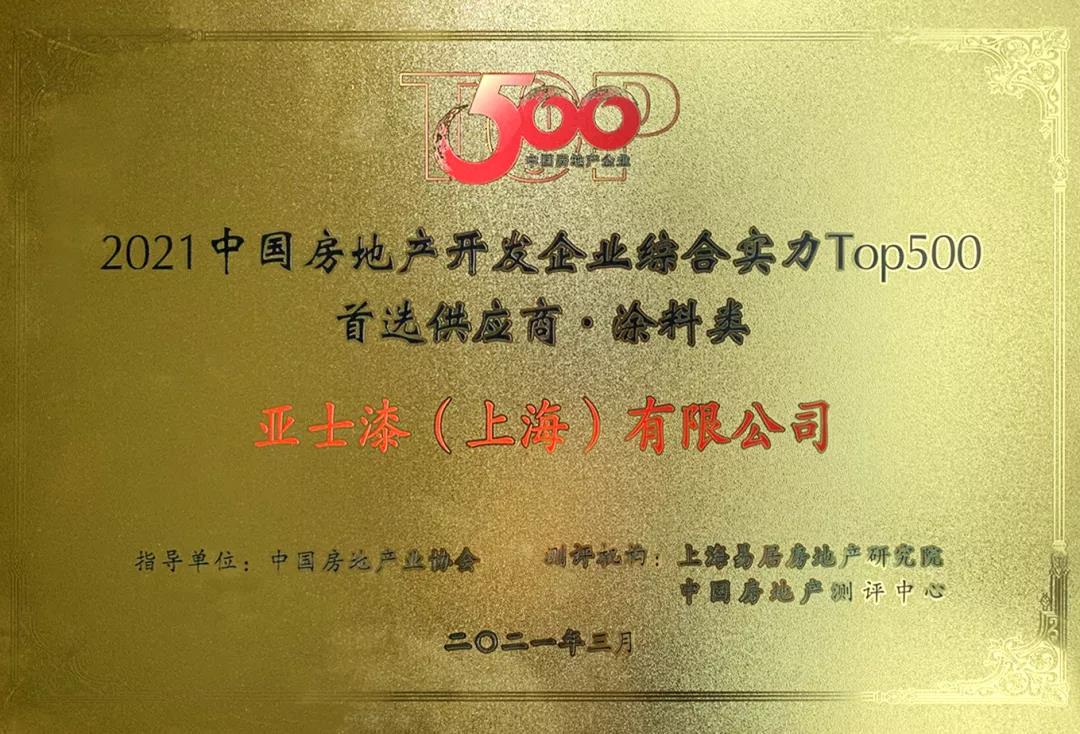 TOP
500
中国房地产企业
2021中国房地产开发企业综合实力Top500
首选供应商·涂料类
亚士漆（上海）有限公司
指导单位：中国房地产业协会 测评机构：上海易居房地产研究院
中国房地产测评中心
二〇二一年三月